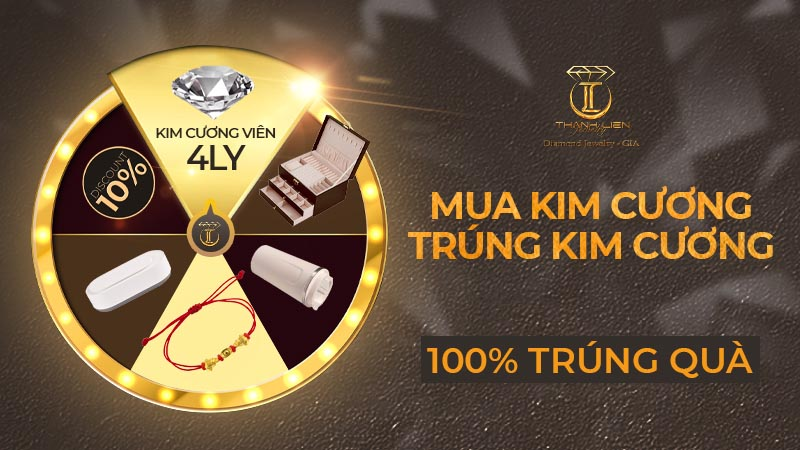 KIM CƯƠNG VIÊN
4LY
DISCOUNT
10%
THANH LIEN
Diamond Jewelry - GIA
MUA KIM CƯƠNG
TRÚNG KIM CƯƠNG
100% TRÚNG QUÀ